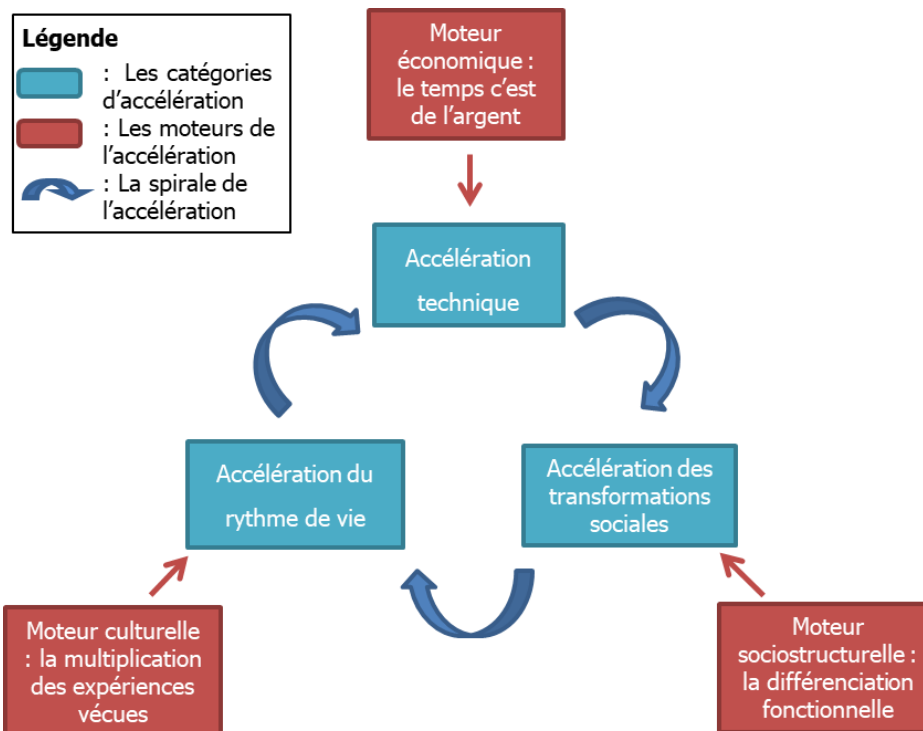 Légende
: Les catégories
d'accélération
: Les moteurs de
l'accélération
: La spirale de
l'accélération
Moteur
économique :
le temps c'est
de l'argent
Accélération
technique
Accélération du
rythme de vie
Accélération des
transformations
sociales
Moteur culturelle
: la multiplication
des expériences
vécues
Moteur
sociostructurelle :
la différenciation
fonctionnelle